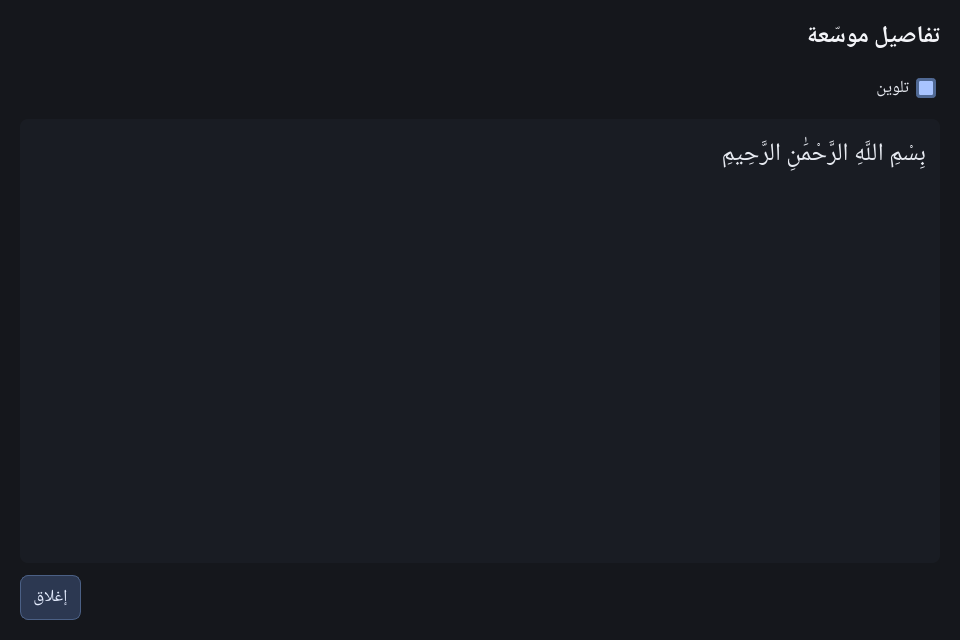 تفاصيل موسّعة
تلوين
بِسْمِ اللَّهِ الرَّحْمَٰنِ الرَّحِيمِ
إغلاق